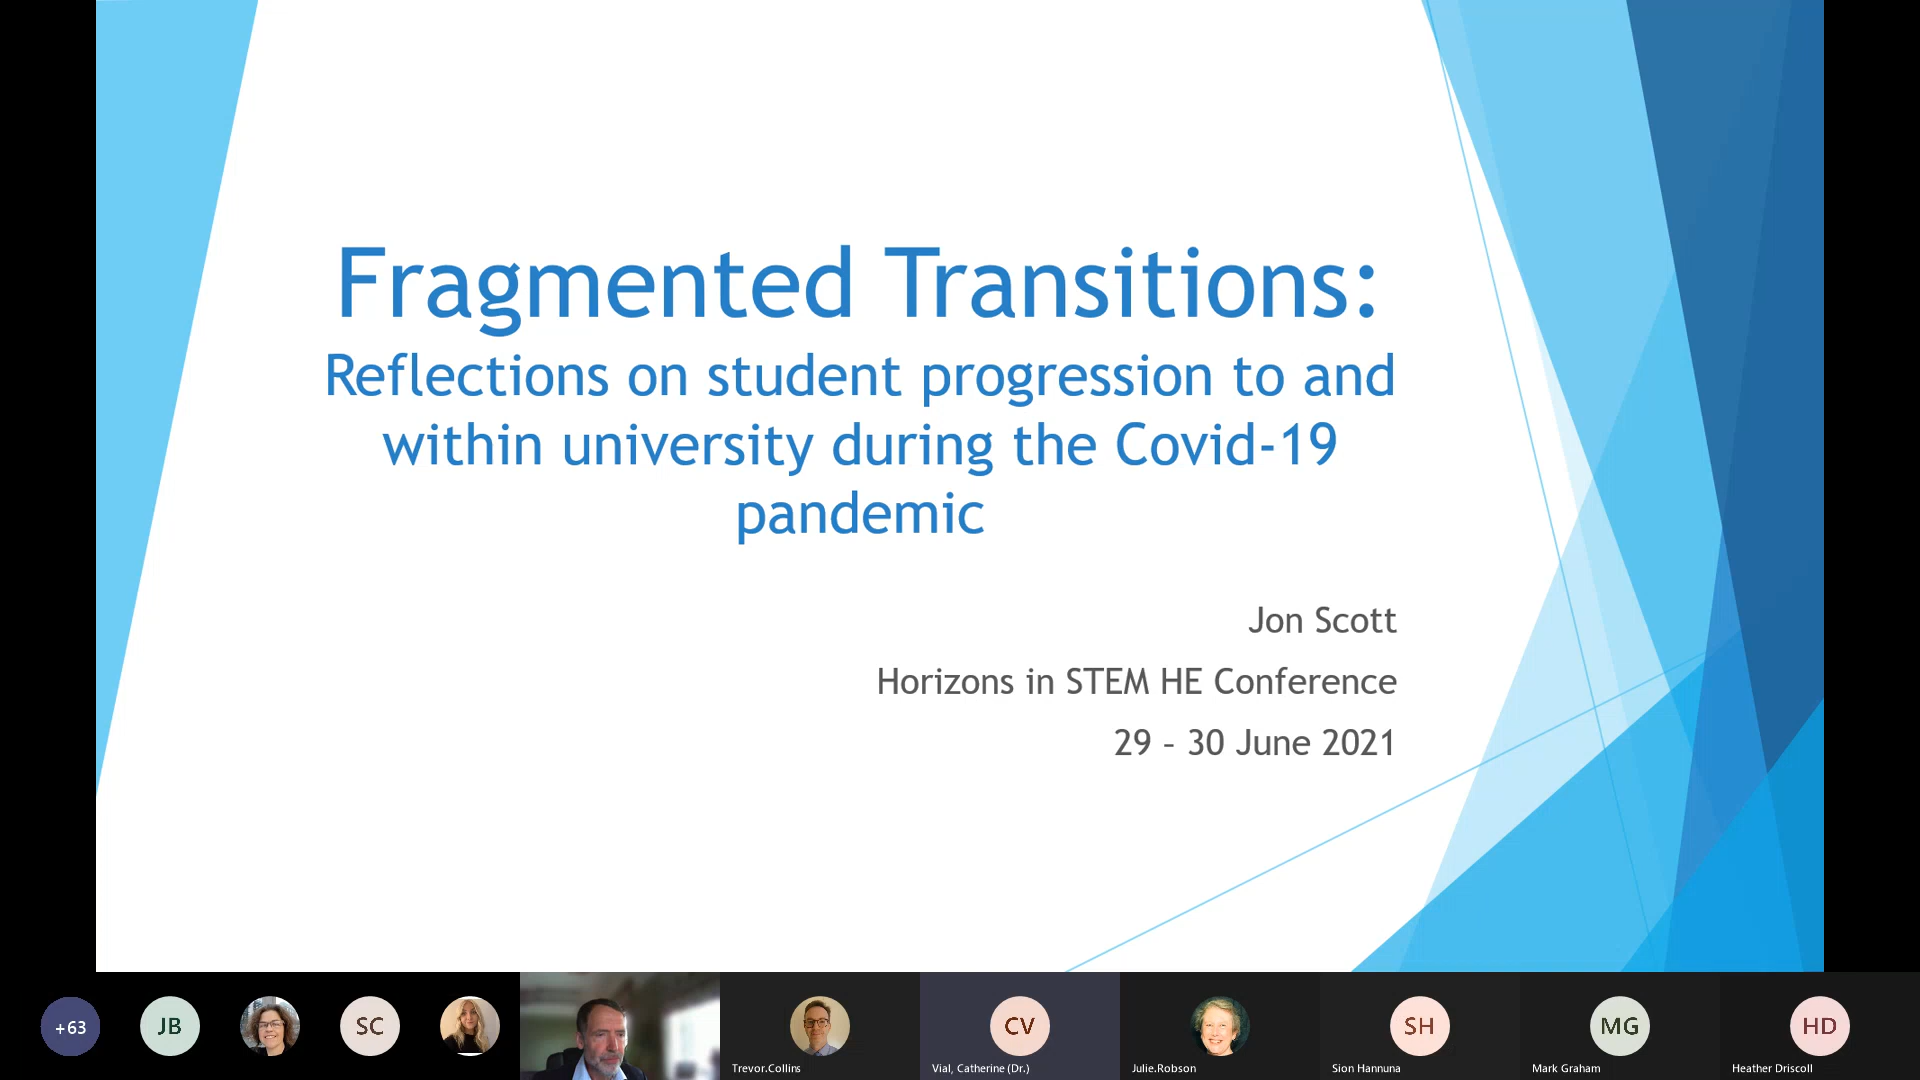 Fragmented Transitions:
Reflections on student progression to and
within university during the Covid-19
pandemic
Jon Scott
Horizons in STEM HE Conference
29 – 30 June 2021
+63
JB
SC
CV
SH
MG
HD
Trevor.Collins
Vial, Catherine (Dr.)
Julie.Robson
Sion Hannuna
Mark Graham
Heather Driscoll